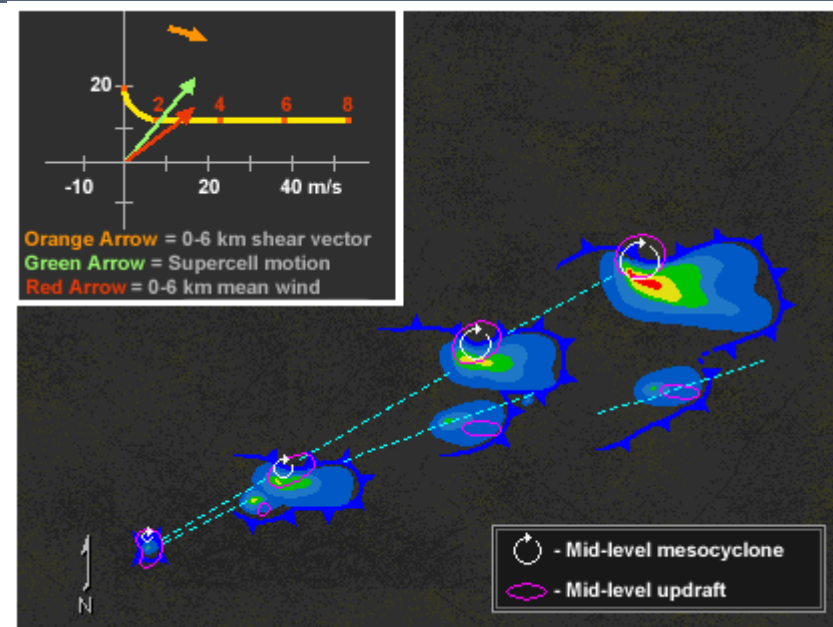 20
2 4 6 8
-10 20 40 m/s
Orange Arrow = 0-6 km shear vector
Green Arrow = Supercell motion
Red Arrow = 0-6 km mean wind
- Mid-level mesocyclone
- Mid-level updraft
N